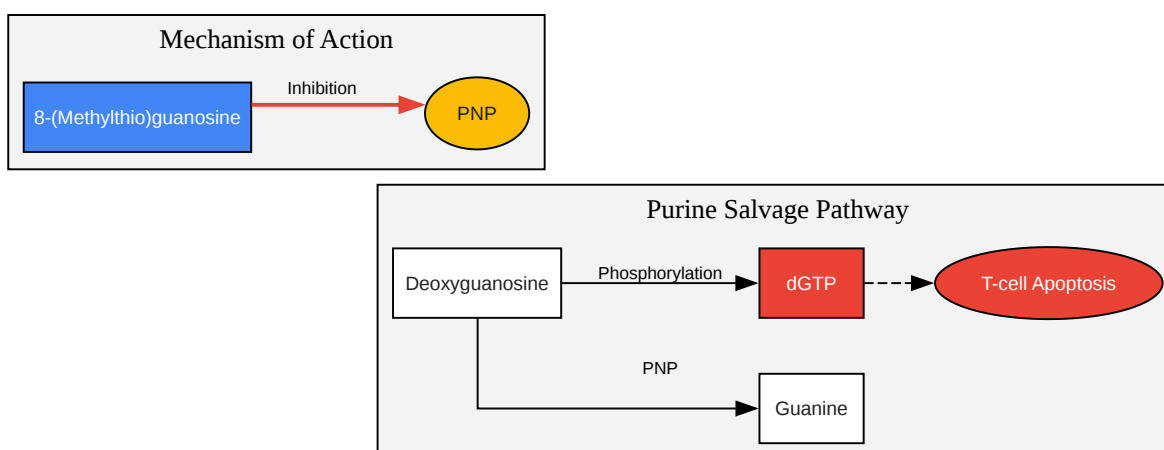 Mechanism of Action
Inhibition
8-(Methylthio)guanosine
PNP
Purine Salvage Pathway
Deoxyguanosine
Phosphorylation
dGTP
T-cell Apoptosis
PNP
Guanine